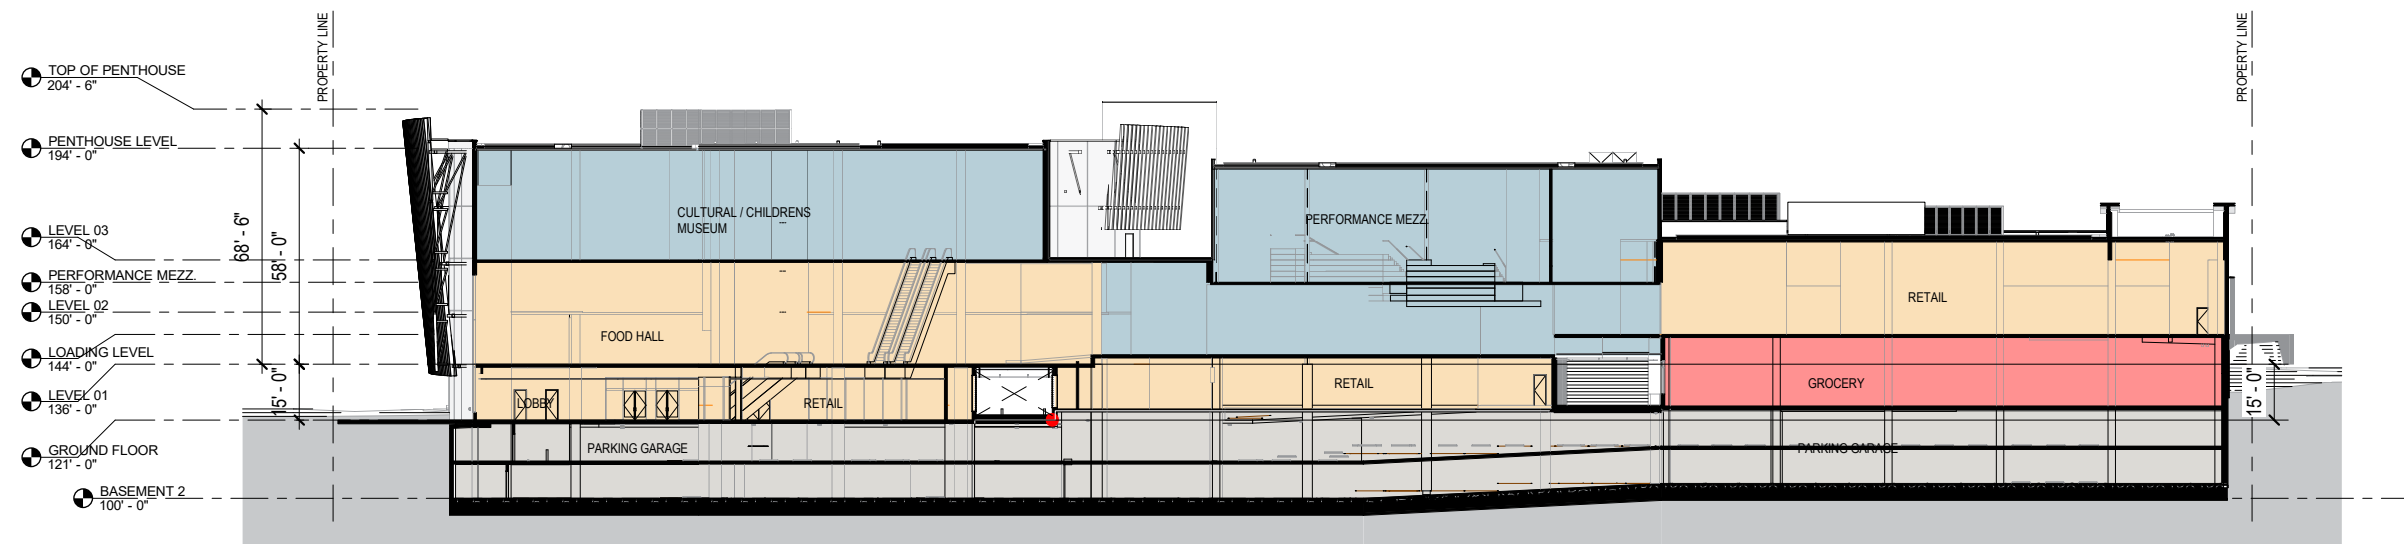 PROPERTY LINE
PROPERTY LINE
TOP OF PENTHOUSE
204' - 6"
PENTHOUSE LEVEL
194' - 0"
LEVEL 03
164' - 0"
PERFORMANCE MEZZ.
158' - 0"
LEVEL 02
150' - 0"
LOADING LEVEL
144' - 0"
LEVEL 01
136' - 0"
GROUND FLOOR
121' - 0"
BASEMENT 2
100' - 0"
68' - 6"
58' - 0"
15' - 0"
CULTURAL / CHILDRENS
MUSEUM
PERFORMANCE MEZZ.
RETAIL
FOOD HALL
LOBBY
RETAIL
RETAIL
GROCERY
15' - 0"
PARKING GARAGE
PARKING GARAGE